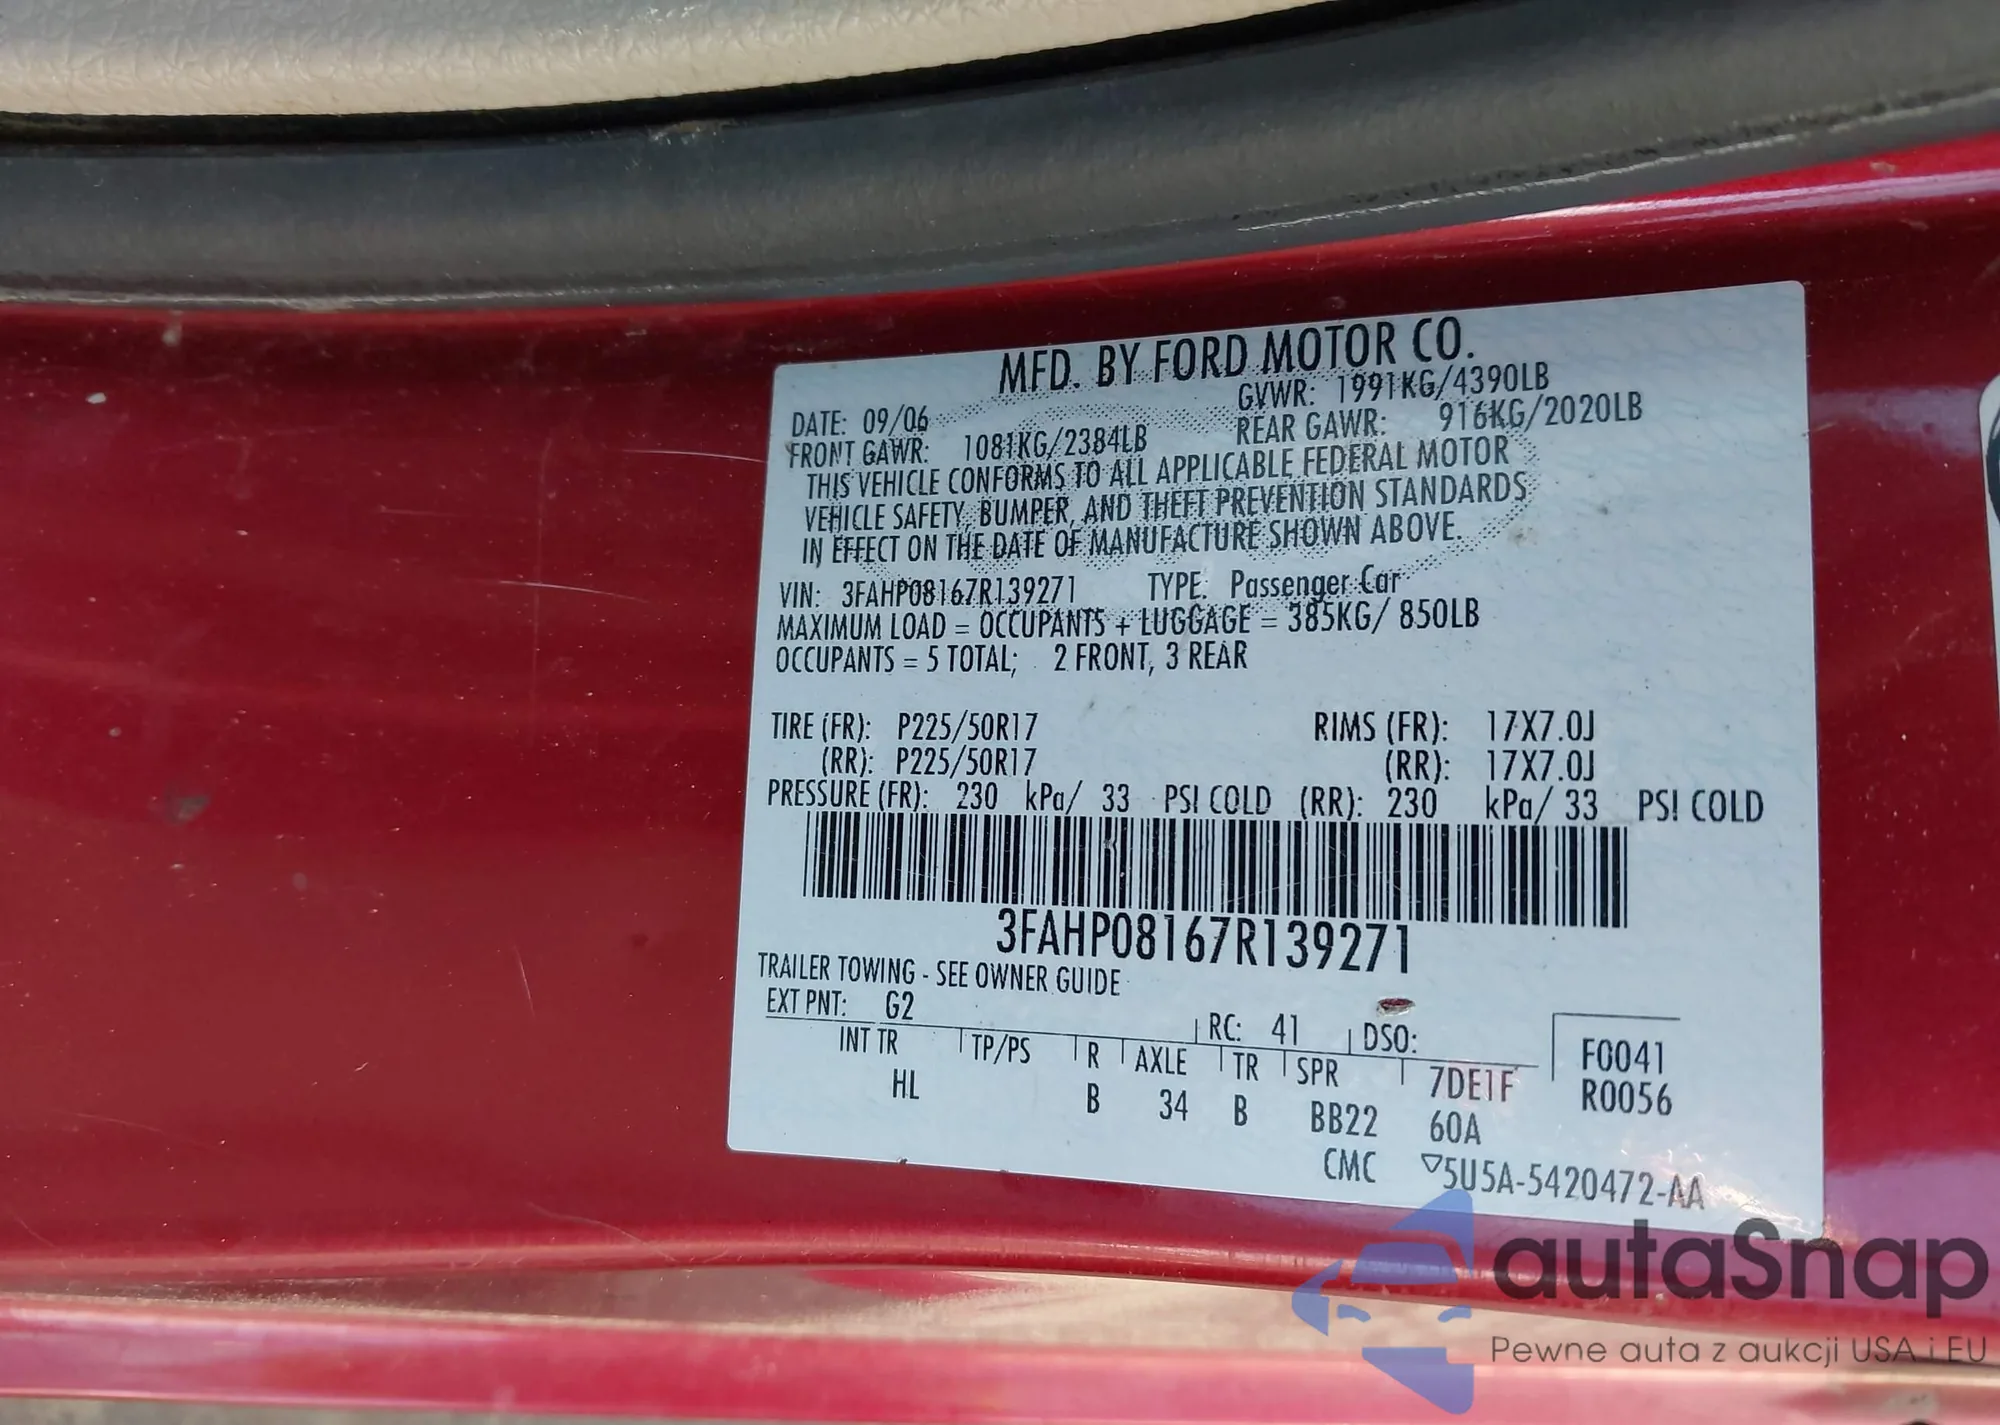 MFD. BY FORD MOTOR CO.
DATE: 09/06 GVWR: 1991KG/4390LB
FRONT GAWR: 1081KG/2384LB REAR GAWR: 916KG/2020LB
THIS VEHICLE CONFORMS TO ALL APPLICABLE FEDERAL MOTOR
VEHICLE SAFETY, BUMPER, AND THEFT PREVENTION STANDARDS
IN EFFECT ON THE DATE OF MANUFACTURE SHOWN ABOVE.
VIN: 3FAHP08167R139271 TYPE: Passenger Car
MAXIMUM LOAD = OCCUPANTS + LUGGAGE = 385KG/ 850LB
OCCUPANTS = 5 TOTAL; 2 FRONT, 3 REAR
TIRE (FR): P225/50R17 RIMS (FR): 17X7.0J
(RR): P225/50R17 (RR): 17X7.0J
PRESSURE (FR): 230 kPa/ 33 PSI COLD (RR): 230 kPa/ 33 PSI COLD
3FAHP08167R139271
TRAILER TOWING - SEE OWNER GUIDE
EXT PNT: G2 RC: 41 DSO: F0041
INT TR TP/PS R AXLE TR SPR 7DE1F R0056
HL B 34 B BB22 60A
CMC ▽5U5A-5420472-AA
autaSnap
Pewne auta z aukcji USA i EU